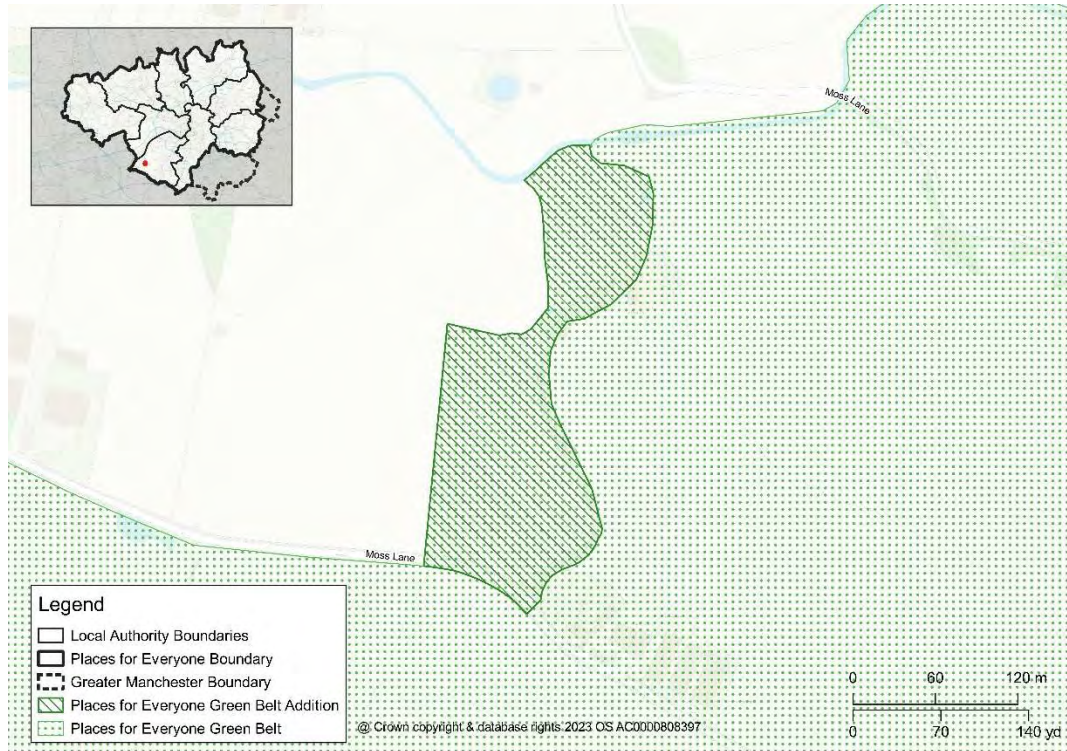 Moss Lane
Moss Lane
Legend
Local Authority Boundaries
Places for Everyone Boundary
Greater Manchester Boundary
Places for Everyone Green Belt Addition
Places for Everyone Green Belt
@ Crown copyright & database rights 2023 OS AC0000808397
0 60 120 m
0 70 140 yd